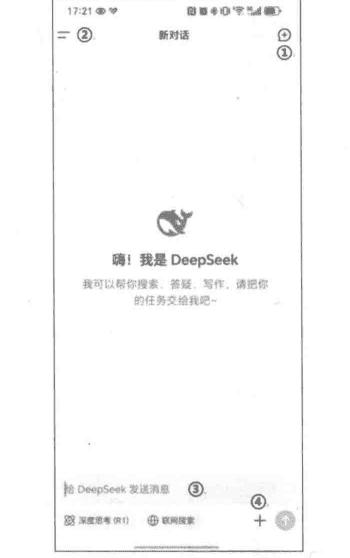 17:21
② 新对话
①
嗨！我是 DeepSeek
我可以帮你搜索、答疑、写作，请把你
的任务交给我吧~
给 DeepSeek 发送消息 ③
④
深度思考 (R1) 联网搜索